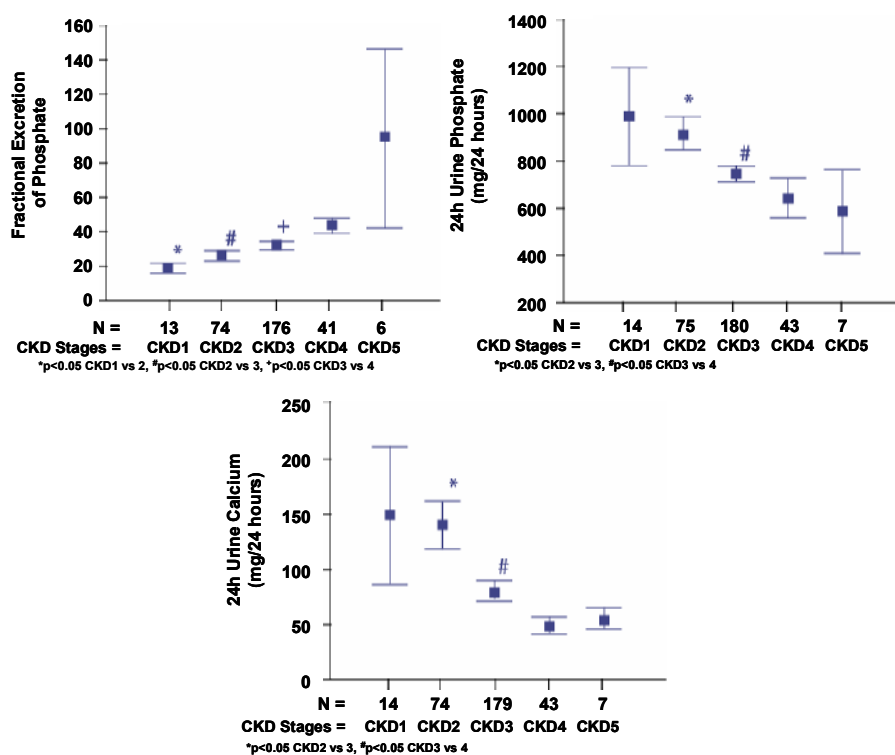 Fractional Excretion
of Phosphate
160
140
120
100
80
60
40
20
0
* # +
N = 13 74 176 41 6
CKD Stages = CKD1 CKD2 CKD3 CKD4 CKD5
*p<0.05 CKD1 vs 2, #p<0.05 CKD2 vs 3, +p<0.05 CKD3 vs 4
24h Urine Phosphate
(mg/24 hours)
1400
1200
1000
800
600
400
200
* #
N = 14 75 180 43 7
CKD Stages = CKD1 CKD2 CKD3 CKD4 CKD5
*p<0.05 CKD2 vs 3, #p<0.05 CKD3 vs 4
24h Urine Calcium
(mg/24 hours)
250
200
150
100
50
0
* #
N = 14 74 179 43 7
CKD Stages = CKD1 CKD2 CKD3 CKD4 CKD5
*p<0.05 CKD2 vs 3, #p<0.05 CKD3 vs 4